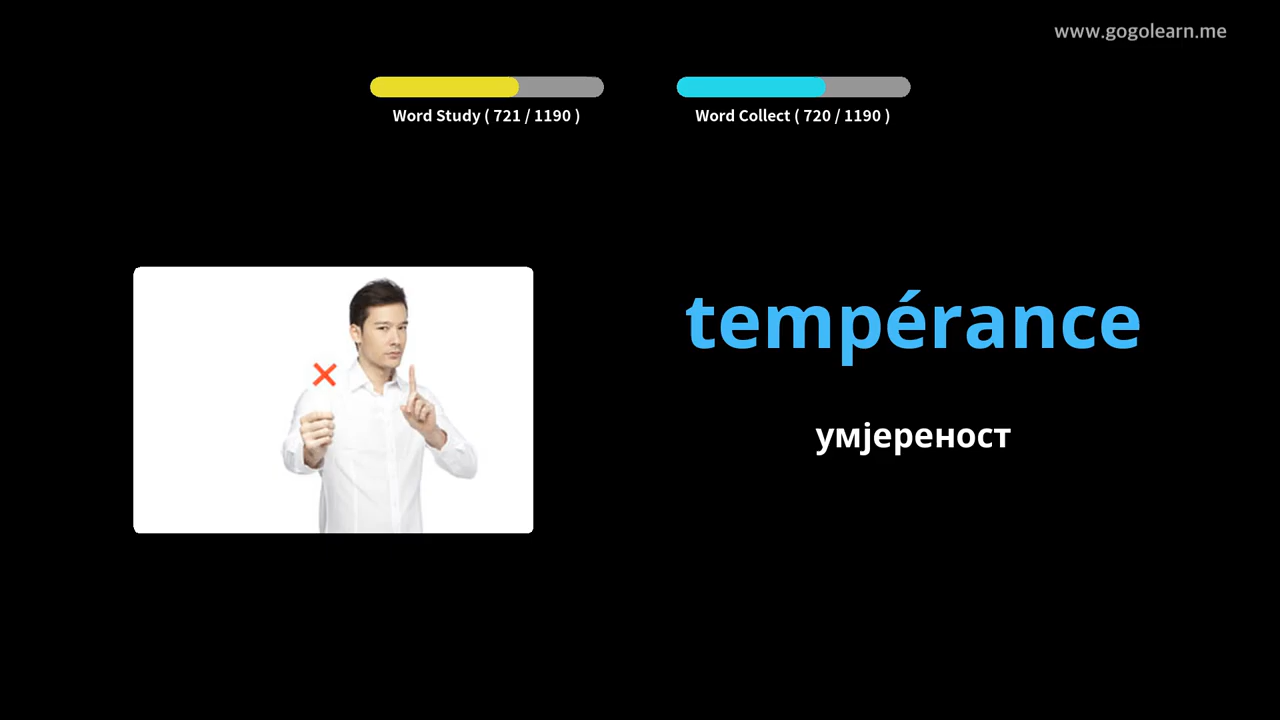 www.gogolearn.me
Word Study ( 721 / 1190 )
Word Collect ( 720 / 1190 )
tempérance
умјереност